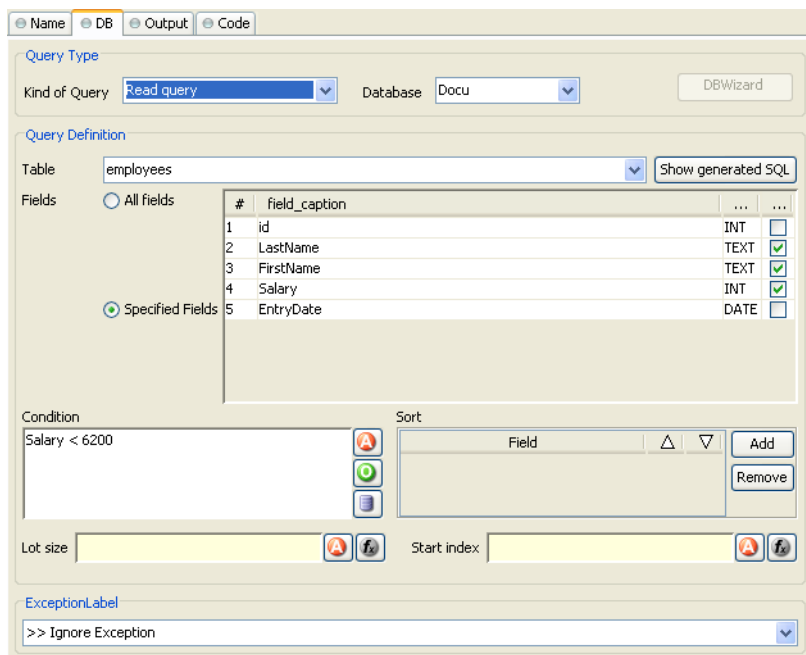 Name DB Output Code
Query Type
Kind of Query Read query Database Docu DBWizard
Query Definition
Table employees Show generated SQL
Fields All fields # field_caption ... ...
1 id INT
2 LastName TEXT
3 FirstName TEXT
4 Salary INT
Specified Fields 5 EntryDate DATE
Condition Sort
Salary < 6200 A Field Add
O Remove
Lot size A fx Start index A fx
ExceptionLabel
>> Ignore Exception